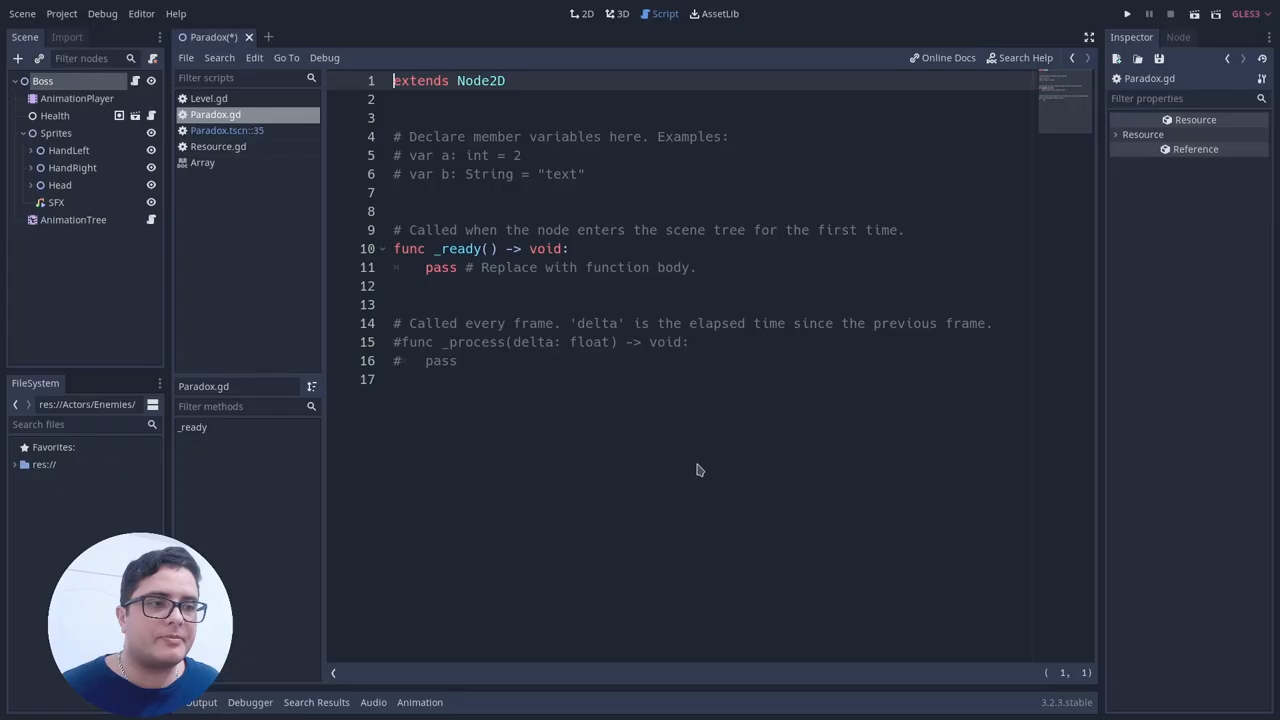 Scene Project Debug Editor Help
2D 3D Script AssetLib
GLES3
Scene Import
Filter nodes
Boss
AnimationPlayer
Health
Sprites
HandLeft
HandRight
Head
SFX
AnimationTree
FileSystem
res://Actors/Enemies/
Search files
Favorites:
res://
Paradox(*)
File Search Edit Go To Debug
Online Docs Search Help
Filter scripts
Level.gd
Paradox.gd
Paradox.tscn::35
Resource.gd
Array
Paradox.gd
Filter methods
_ready
1 extends Node2D
2
3
4 # Declare member variables here. Examples:
5 # var a: int = 2
6 # var b: String = "text"
7
8
9 # Called when the node enters the scene tree for the first time.
10 func _ready() -> void:
11 pass # Replace with function body.
12
13
14 # Called every frame. 'delta' is the elapsed time since the previous frame.
15 #func _process(delta: float) -> void:
16 # pass
17
( 1, 1)
Debugger Search Results Audio Animation
3.2.3.stable
Inspector Node
Paradox.gd
Filter properties
Resource
Resource
Reference